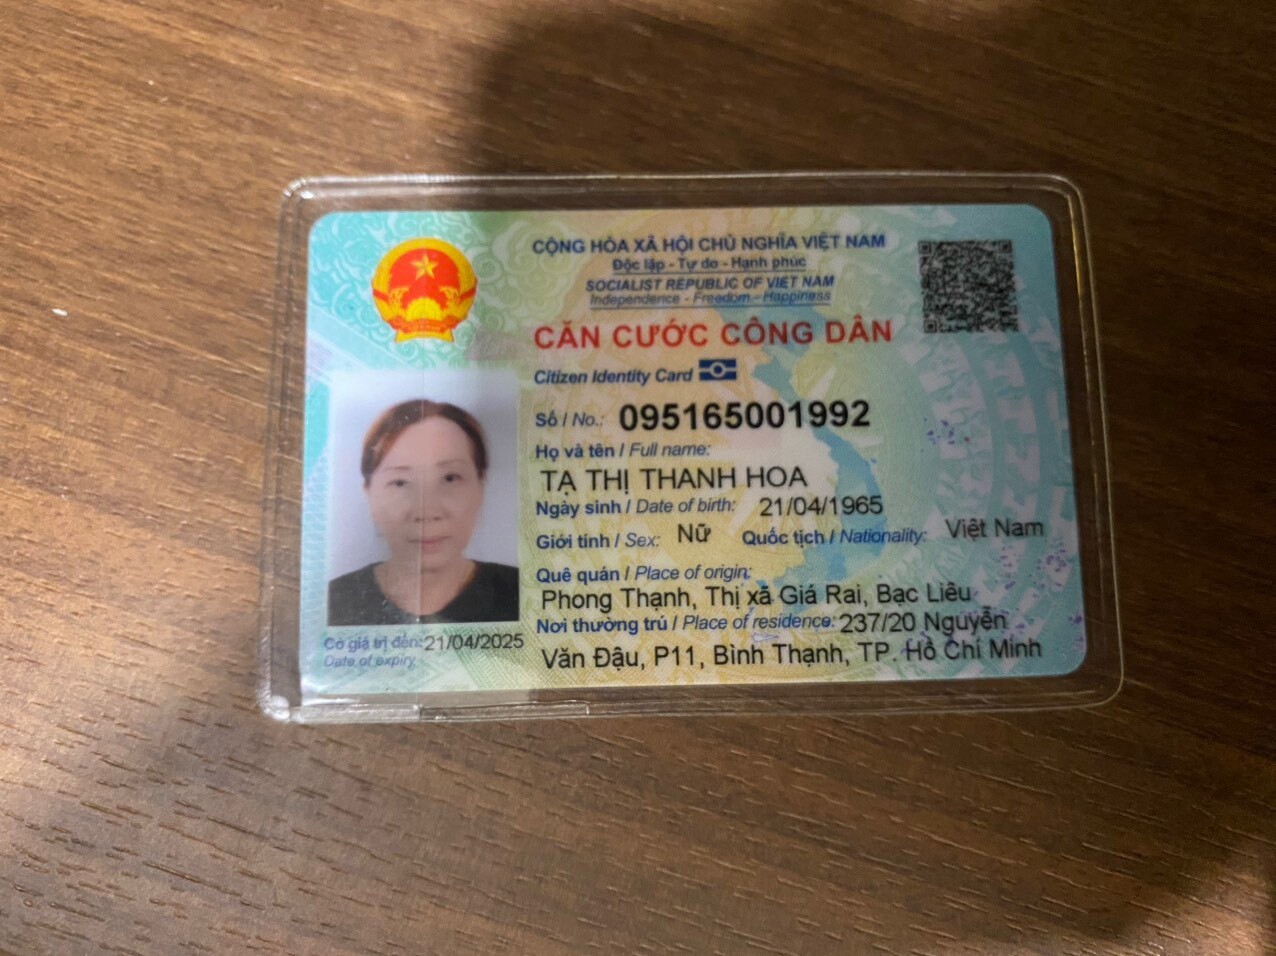 CỘNG HÒA XÃ HỘI CHỦ NGHĨA VIỆT NAM
Độc lập - Tự do - Hạnh phúc
SOCIALIST REPUBLIC OF VIET NAM
Independence - Freedom - Happiness
CĂN CƯỚC CÔNG DÂN
Citizen Identity Card
Số / No.: 095165001992
Họ và tên / Full name:
TẠ THỊ THANH HOA
Ngày sinh / Date of birth: 21/04/1965
Giới tính / Sex: Nữ Quốc tịch / Nationality: Việt Nam
Quê quán / Place of origin:
Phong Thạnh, Thị xã Giá Rai, Bạc Liêu
Nơi thường trú / Place of residence: 237/20 Nguyễn
Văn Đậu, P11, Bình Thạnh, TP. Hồ Chí Minh
Có giá trị đến: 21/04/2025
Date of expiry